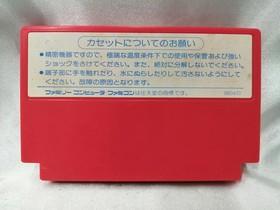 カセットについてのお願い
●精密機器ですので、極端な温度条件下での使用や保管および強い
ショックをさけてください。また、絶対に分解しないでください。
●端子部に手を触れたり、水にぬらしたりして汚さないようにして
ください。故障の原因となります。
ファミリーコンピュータ ファミコンは任天堂の商標です。